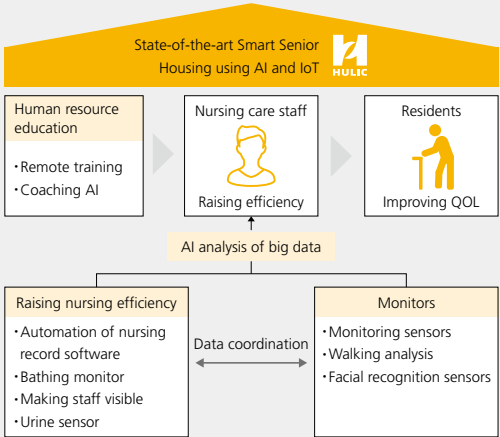 State-of-the-art Smart Senior
Housing using AI and IoT
HULIC
Human resource
education
・Remote training
・Coaching AI
Nursing care staff
Raising efficiency
Residents
Improving QOL
AI analysis of big data
Raising nursing efficiency
・Automation of nursing
record software
・Bathing monitor
・Making staff visible
・Urine sensor
Data coordination
Monitors
・Monitoring sensors
・Walking analysis
・Facial recognition sensors